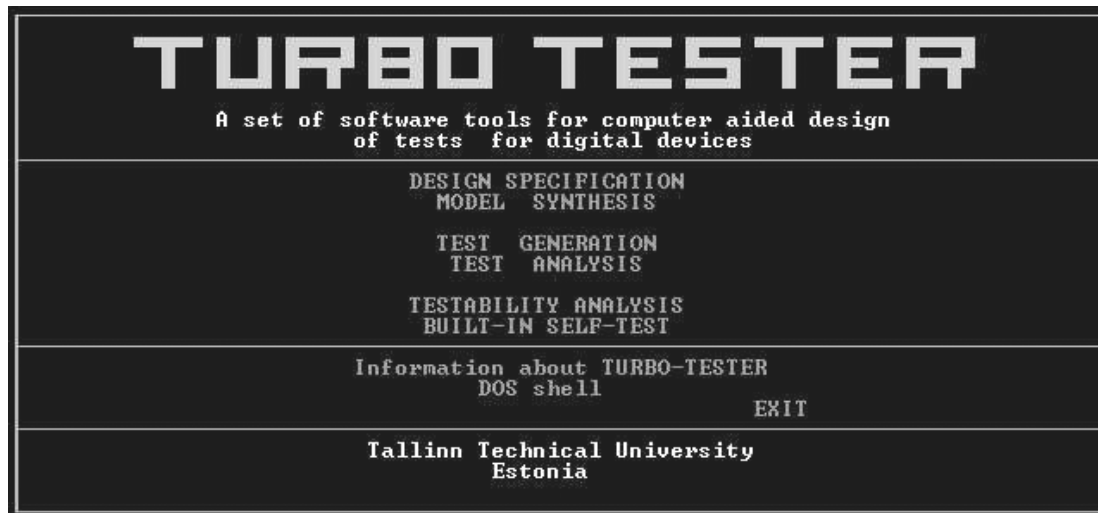 TURBO TESTER
A set of software tools for computer aided design
of tests for digital devices
DESIGN SPECIFICATION
MODEL SYNTHESIS
TEST GENERATION
TEST ANALYSIS
TESTABILITY ANALYSIS
BUILT-IN SELF-TEST
Information about TURBO-TESTER
DOS shell
EXIT
Tallinn Technical University
Estonia